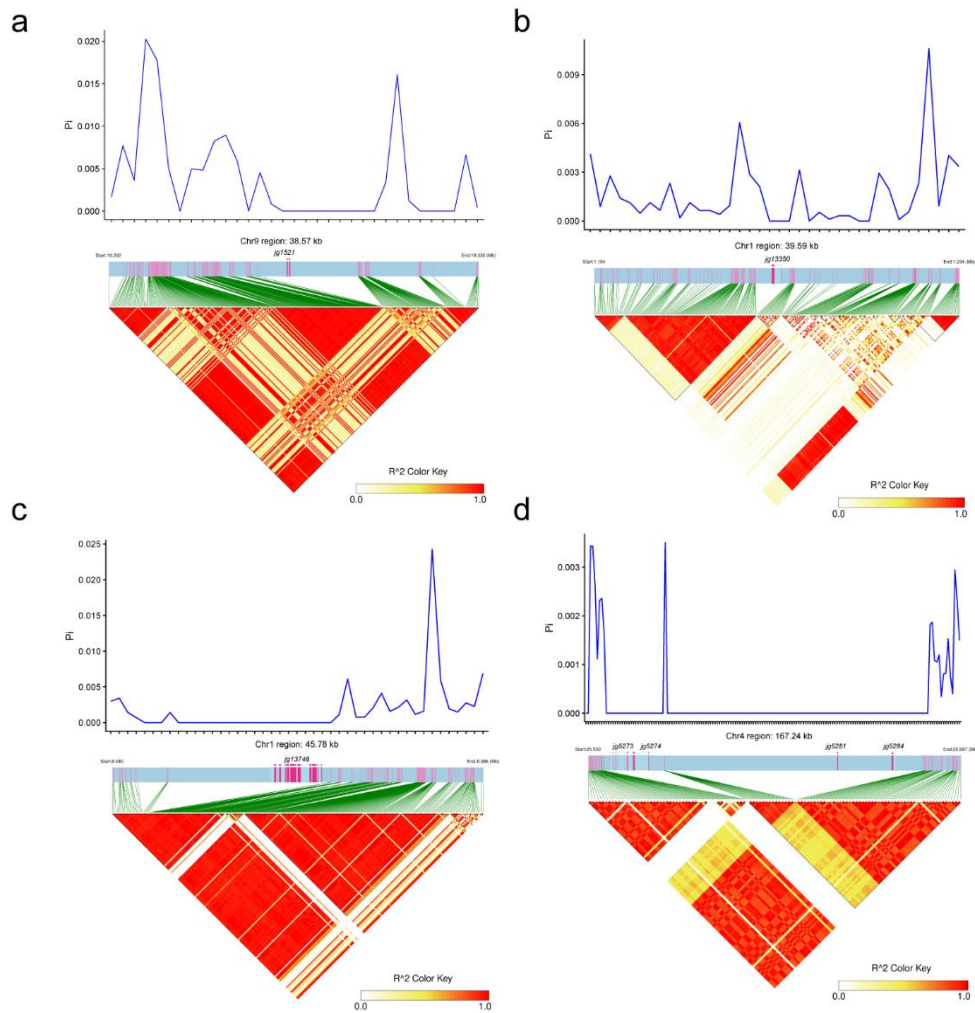 a
0.020
0.015
0.010
0.005
0.000
Pi
Chr9 region: 38.57 kb
jg1521
R^2 Color Key
0.0 1.0
b
0.009
0.006
0.003
0.000
Pi
Chr1 region: 39.59 kb
Start:1.194 jg13350
R^2 Color Key
0.0 1.0
c
0.025
0.020
0.015
0.010
0.005
0.000
Pi
Chr1 region: 45.78 kb
jg13746
R^2 Color Key
0.0 1.0
d
0.003
0.002
0.001
0.000
Pi
Chr4 region: 167.24 kb
jg5273 jg5274 jg5281 jg5284
R^2 Color Key
0.0 1.0